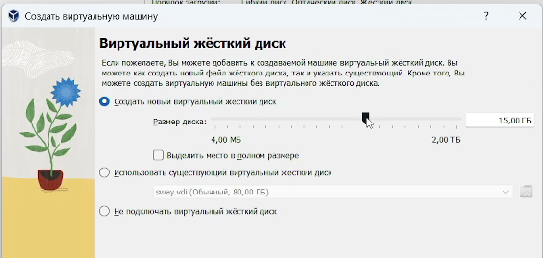 Порядок загрузки: Гибкий диск, Оптический диск, Жёсткий диск
Создать виртуальную машину
Виртуальный жёсткий диск
Если пожелаете, Вы можете добавить к создаваемой машине виртуальный жёсткий диск. Вы
можете как создать новый файл жёсткого диска, так и указать существующий. Кроме того, Вы
можете создать виртуальную машину без виртуального жёсткого диска.
Создать новый виртуальный жёсткий диск
Размер диска:
15,00 ГБ
4,00 МБ 2,00 ТБ
Выделить место в полном размере
Использовать существующий виртуальный жёсткий диск
.vdi (Обычный, 80,00 ГБ)
Не подключать виртуальный жёсткий диск